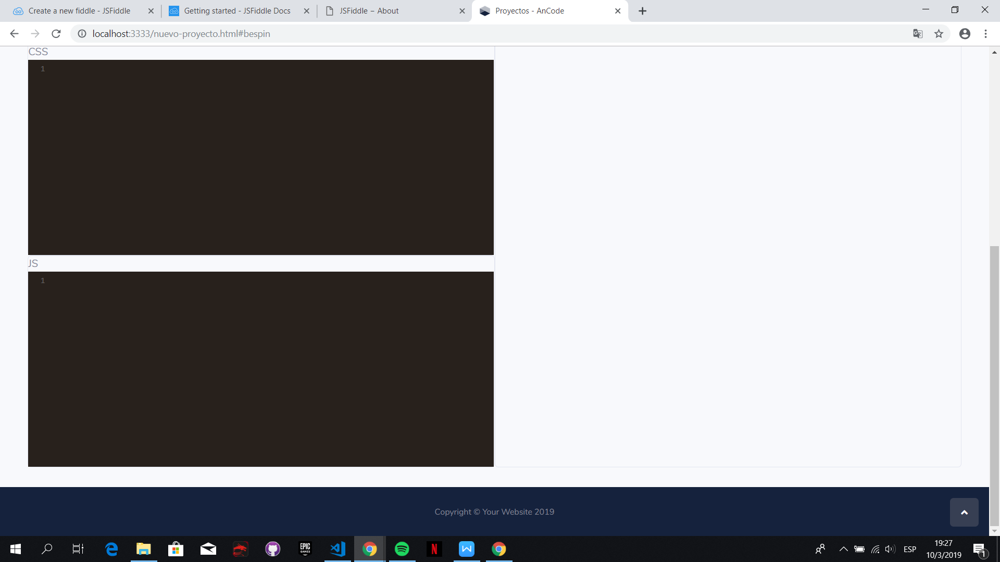 Create a new fiddle - JSFiddle
Getting started - JSFiddle Docs
JSFiddle – About
Proyectos - AnCode
localhost:3333/nuevo-proyecto.html#bespin
CSS
1
JS
1
Copyright © Your Website 2019
EPIC
GAMES
N
W
ESP
19:27
10/3/2019
1